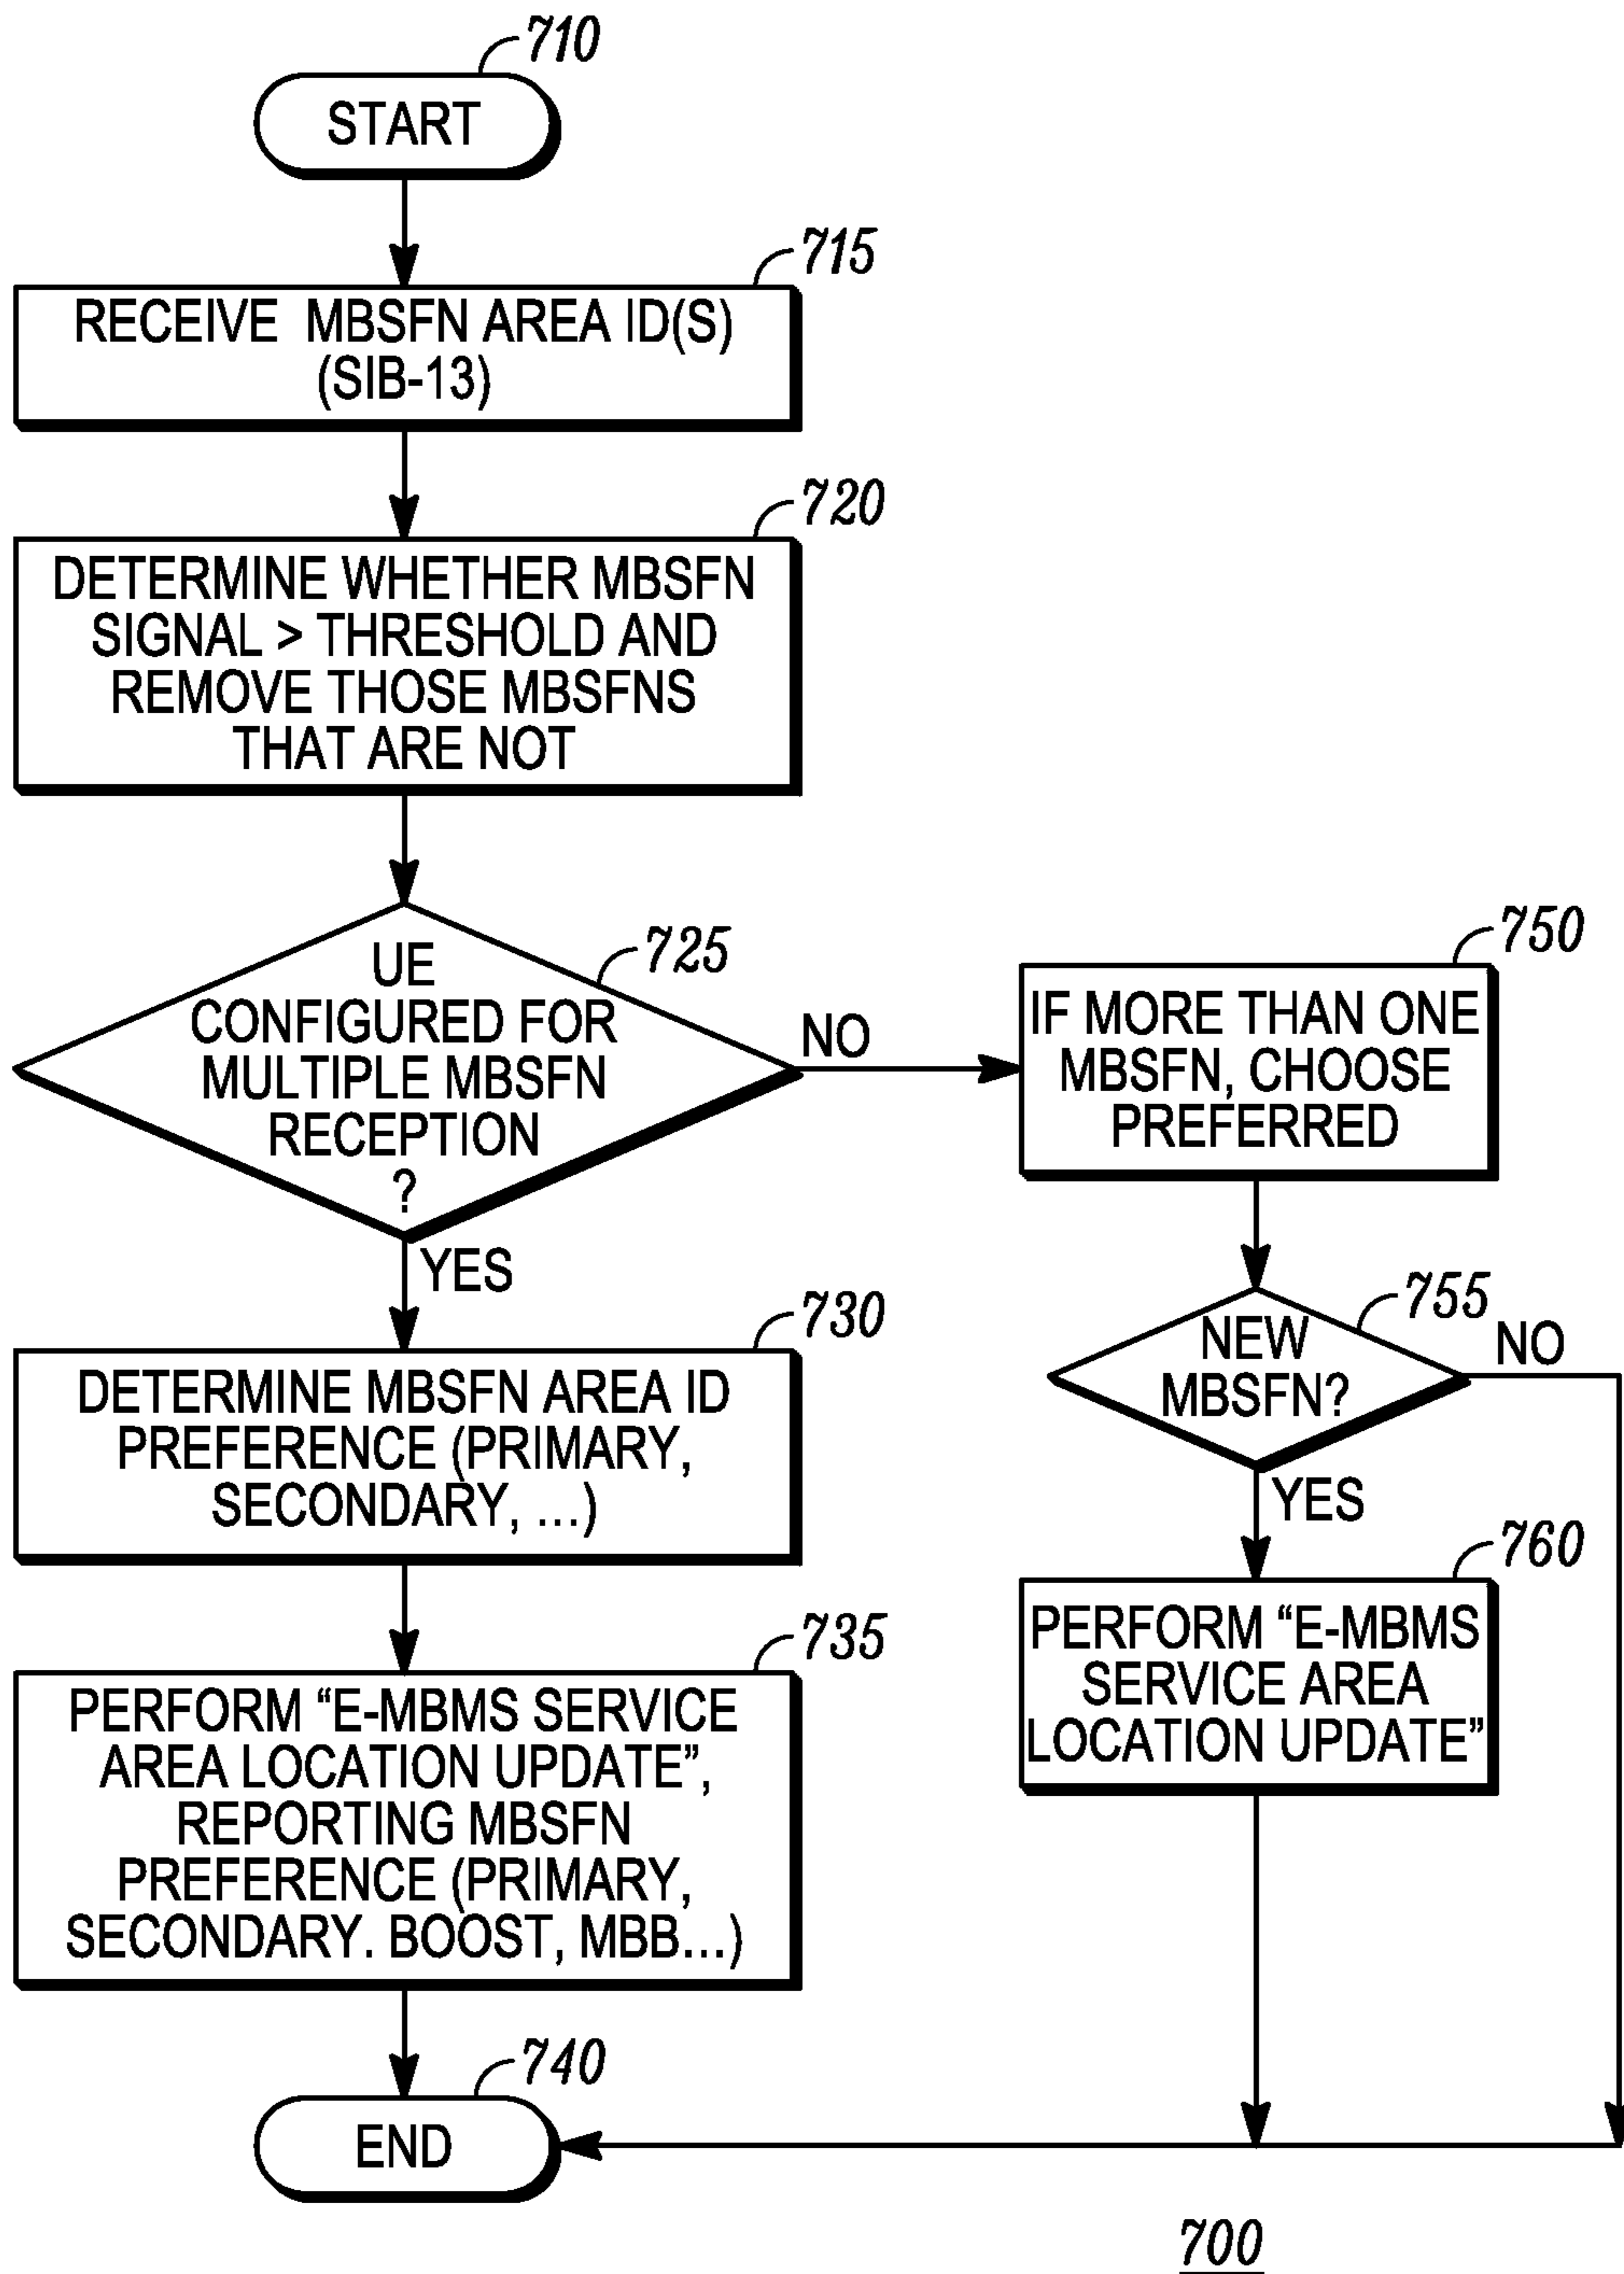 710
START
715
RECEIVE MBSFN AREA ID(S)
(SIB-13)
720
DETERMINE WHETHER MBSFN
SIGNAL > THRESHOLD AND
REMOVE THOSE MBSFNS
THAT ARE NOT
725
UE
CONFIGURED FOR
MULTIPLE MBSFN
RECEPTION
?
NO
YES
750
IF MORE THAN ONE
MBSFN, CHOOSE
PREFERRED
755
NEW
MBSFN?
NO
YES
730
DETERMINE MBSFN AREA ID
PREFERENCE (PRIMARY,
SECONDARY, ...)
760
PERFORM “E-MBMS
SERVICE AREA
LOCATION UPDATE”
735
PERFORM “E-MBMS SERVICE
AREA LOCATION UPDATE”,
REPORTING MBSFN
PREFERENCE (PRIMARY,
SECONDARY. BOOST, MBB...)
740
END
700